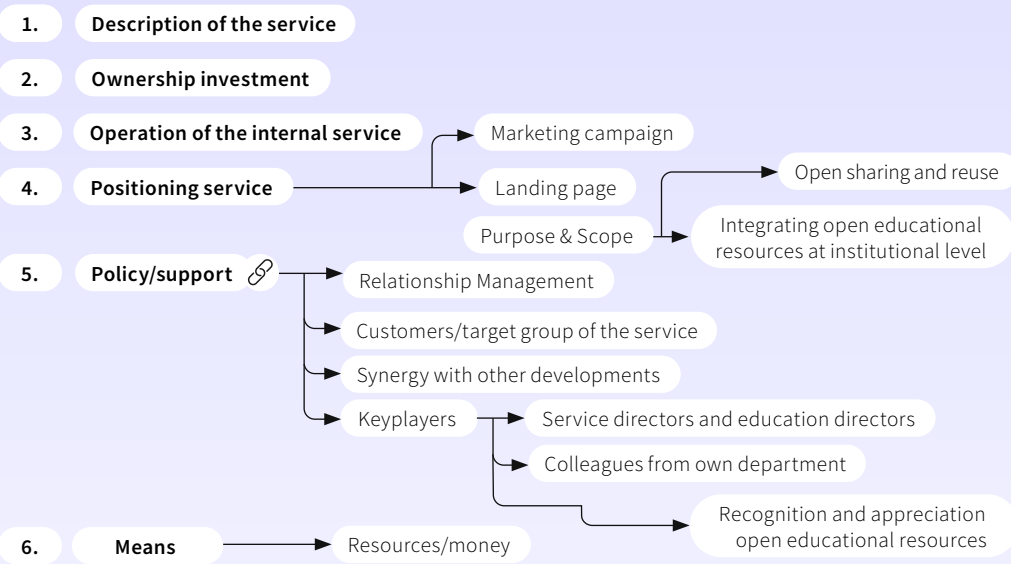 1. Description of the service
2. Ownership investment
3. Operation of the internal service
Marketing campaign
4. Positioning service
Landing page
Open sharing and reuse
Purpose & Scope
Integrating open educational
resources at institutional level
5. Policy/support
Relationship Management
Customers/target group of the service
Synergy with other developments
Keyplayers
Service directors and education directors
Colleagues from own department
Recognition and appreciation
open educational resources
6. Means
Resources/money